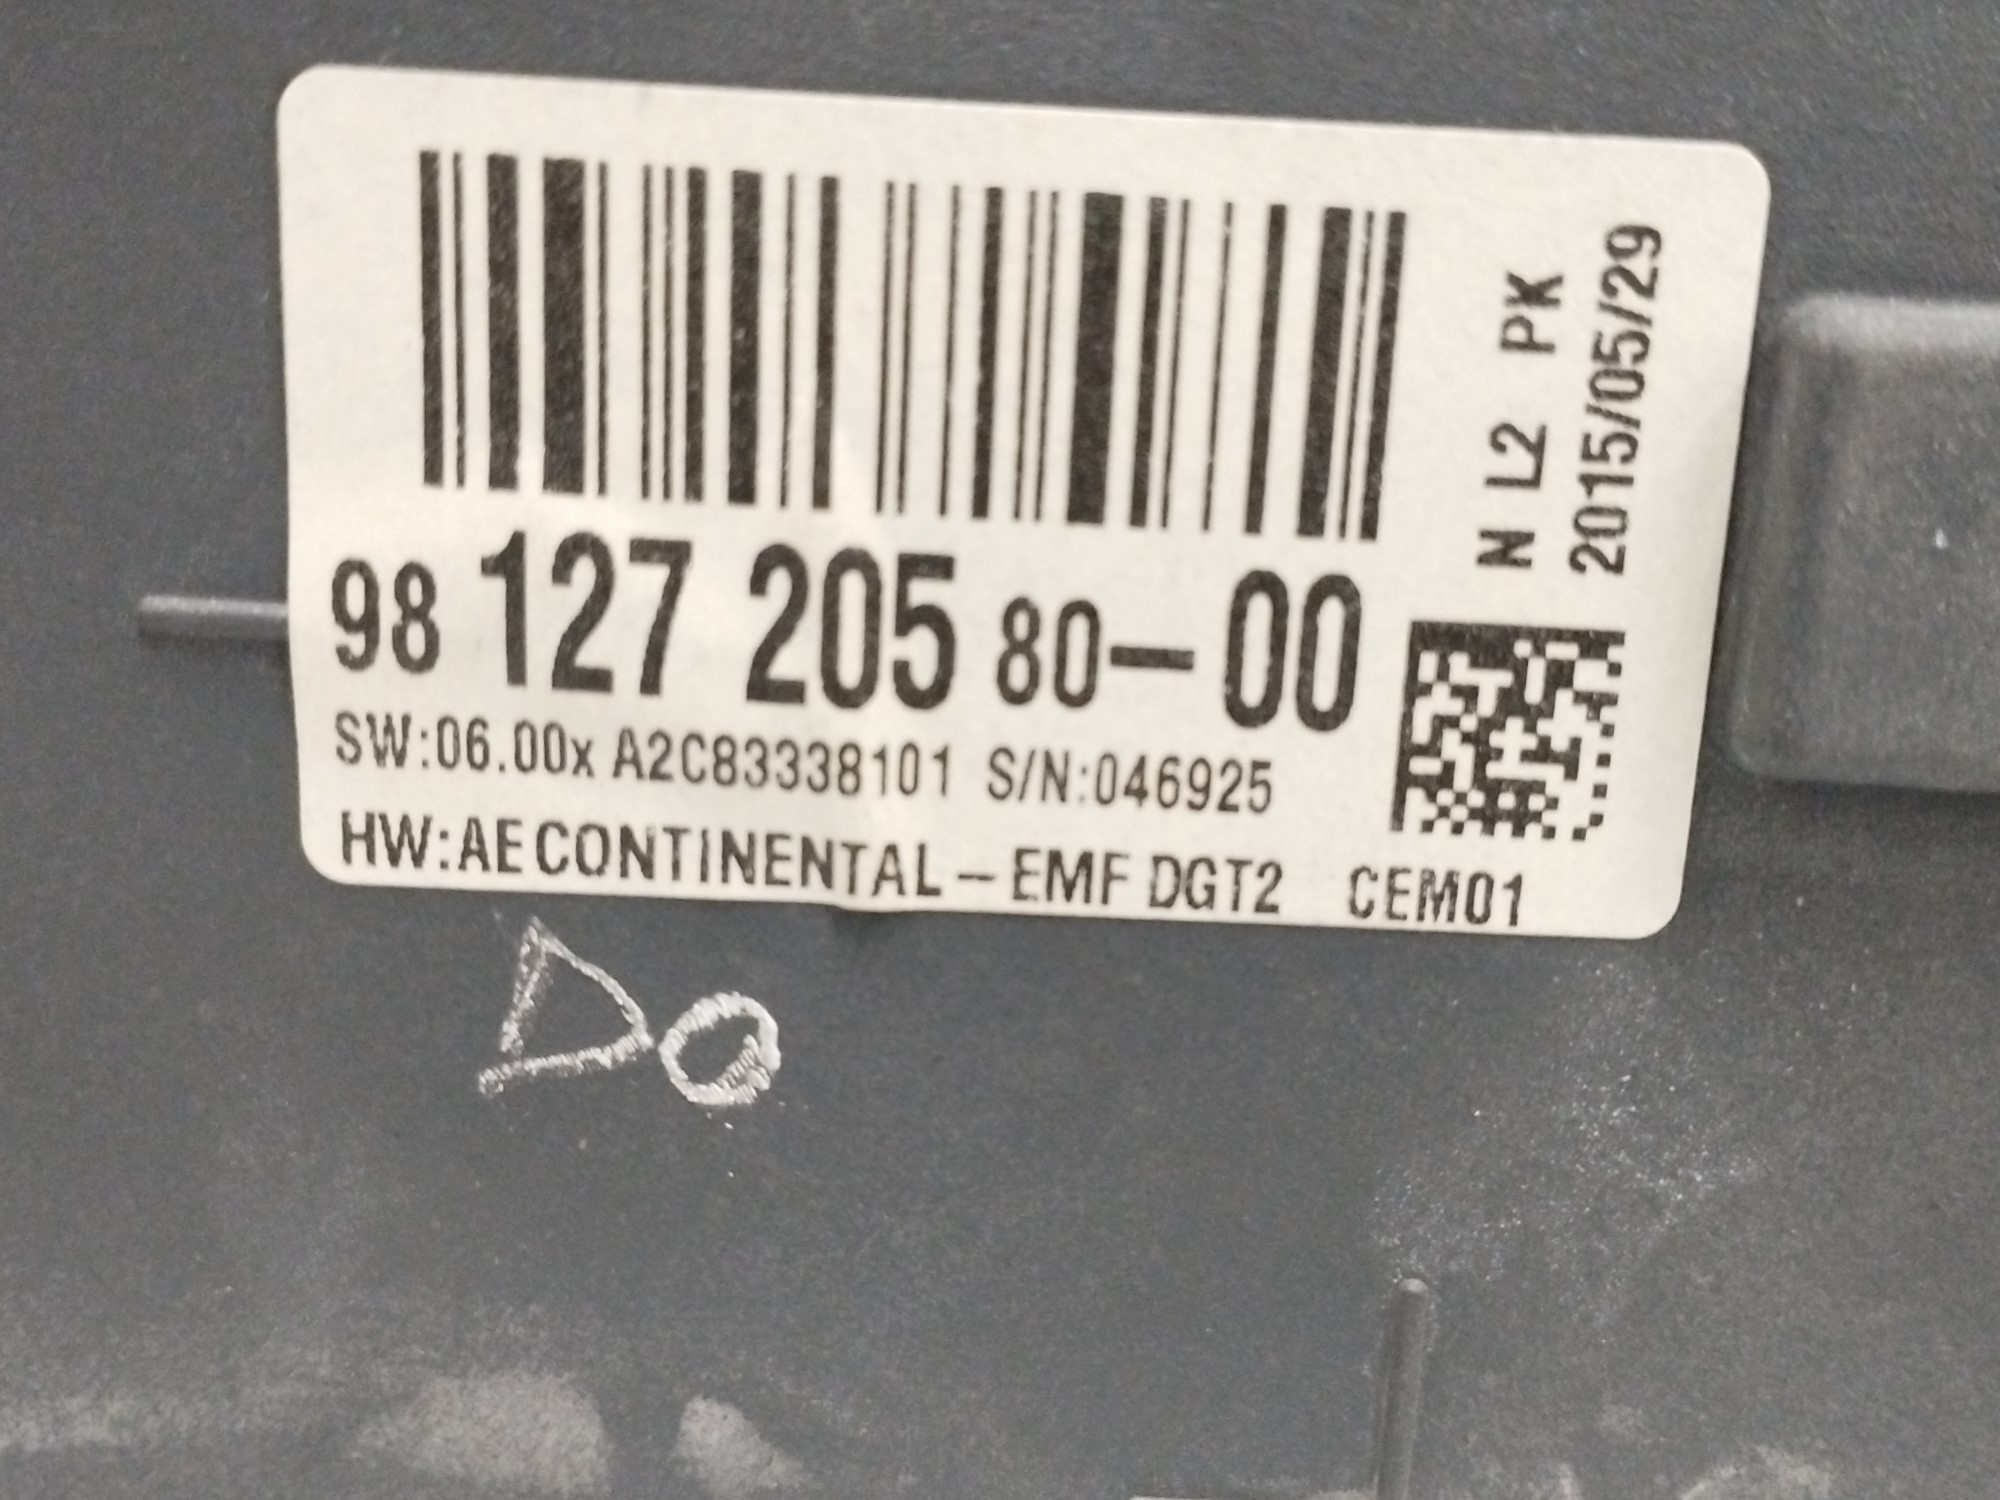 98 127 205 80-00
SW:06.00x A2C83338101 S/N:046925
HW:AE CONTINENTAL-EMF DGT2 CEM01
N L2 PK
2015/05/29
DO